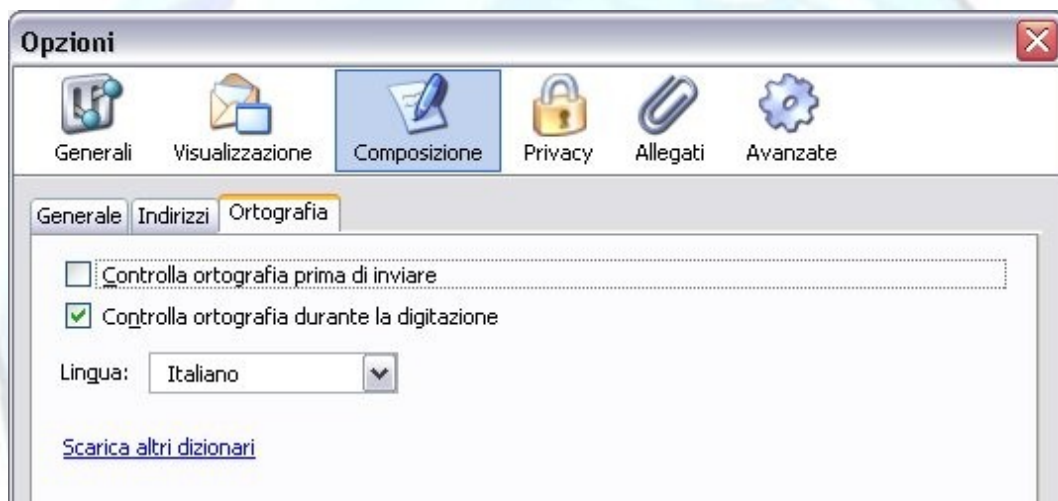 Opzioni
Generali Visualizzazione Composizione Privacy Allegati Avanzate
Generale Indirizzi Ortografia
Controlla ortografia prima di inviare
Controlla ortografia durante la digitazione
Lingua: Italiano
Scarica altri dizionari